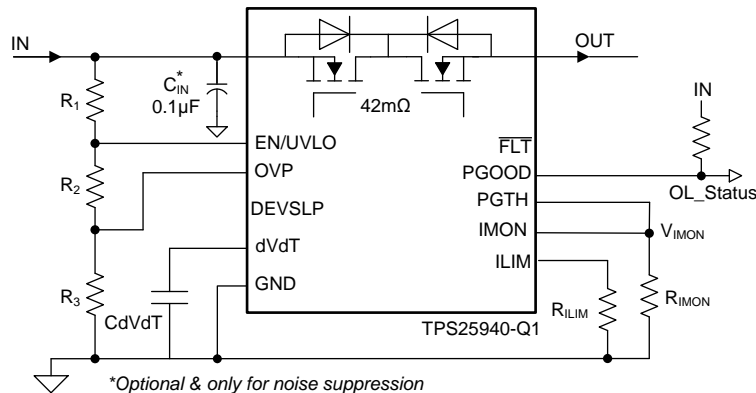 IN
OUT
R1
C*IN
0.1µF
42mΩ
IN
EN/UVLO
FLT
R2
OVP
PGOOD
OL_Status
DEVSLP
PGTH
dVdT
IMON
VIMON
GND
ILIM
R3
CdVdT
RILIM
RIMON
TPS25940-Q1
*Optional & only for noise suppression